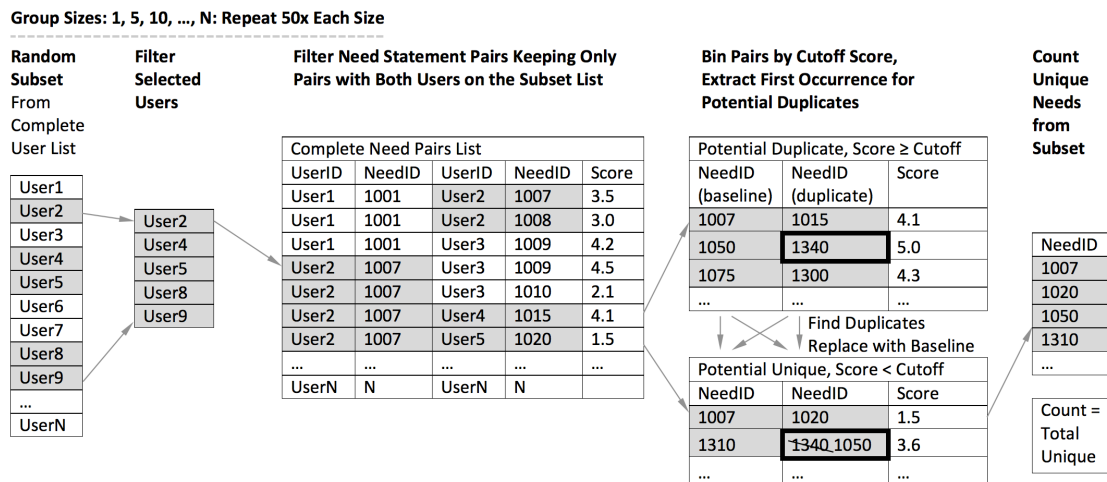 Group Sizes: 1, 5, 10, ..., N: Repeat 50x Each Size
Random
Subset
From
Complete
User List
User1
User2
User3
User4
User5
User6
User7
User8
User9
...
UserN
Filter
Selected
Users
User2
User4
User5
User8
User9
Filter Need Statement Pairs Keeping Only
Pairs with Both Users on the Subset List
Complete Need Pairs List
UserID NeedID UserID NeedID Score
User1 1001 User2 1007 3.5
User1 1001 User2 1008 3.0
User1 1001 User3 1009 4.2
User2 1007 User3 1009 4.5
User2 1007 User3 1010 2.1
User2 1007 User4 1015 4.1
User2 1007 User5 1020 1.5
... ... ... ... ...
UserN N UserN N
Bin Pairs by Cutoff Score,
Extract First Occurrence for
Potential Duplicates
Potential Duplicate, Score ≥ Cutoff
NeedID NeedID Score
(baseline) (duplicate)
1007 1015 4.1
1050 1340 5.0
1075 1300 4.3
... ... ...
Find Duplicates
Replace with Baseline
Potential Unique, Score < Cutoff
NeedID NeedID Score
1007 1020 1.5
1310 1340 1050 3.6
... ... ...
Count
Unique
Needs
from
Subset
NeedID
1007
1020
1050
1310
...
Count =
Total
Unique